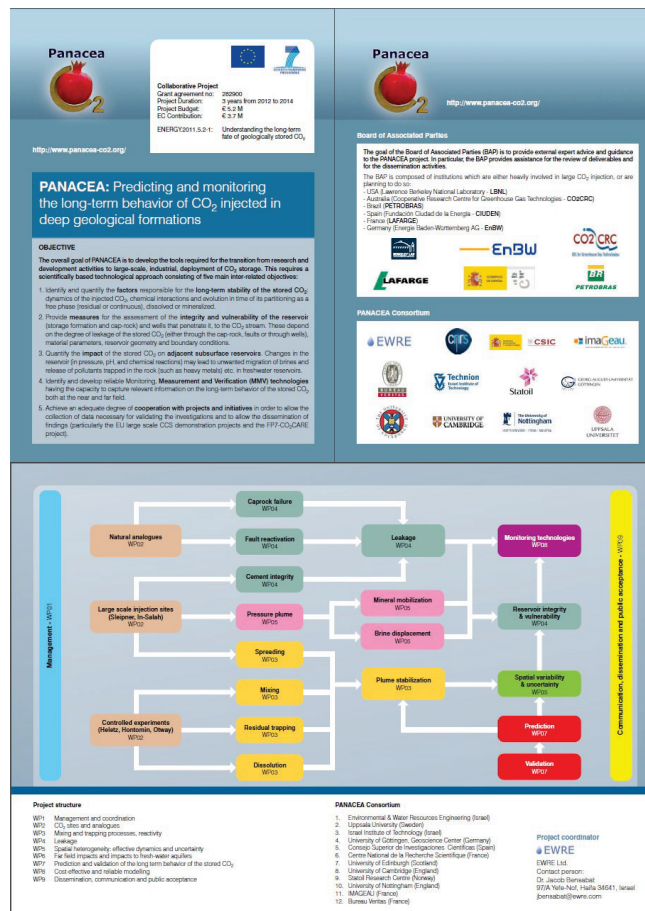 Panacea
CO2
Collaborative Project
Grant agreement no: 282900
Project Duration: 3 years from 2012 to 2014
Project Budget: € 5.2 M
EC Contribution: € 3.7 M
ENERGY.2011.5.2-1: Understanding the long-term
fate of geologically stored CO2
http://www.panacea-co2.org/
PANACEA: Predicting and monitoring
the long-term behavior of CO2 injected in
deep geological formations
OBJECTIVE
The overall goal of PANACEA is to develop the tools required for the transition from research and
development activities to large-scale, industrial, deployment of CO2 storage. This requires a
scientifically based technological approach consisting of five main inter-related objectives:
1. Identify and quantify the factors responsible for the long-term stability of the stored CO2:
dynamics of the injected CO2, chemical interactions and evolution in time of its partitioning as a
free phase (residual or continuous), dissolved or mineralized.
2. Provide measures for the assessment of the integrity and vulnerability of the reservoir
(storage formation and cap-rock) and wells that penetrate it, to the CO2 stream. These depend
on the degree of leakage of the stored CO2 (either through the cap-rock, faults or through wells),
material parameters, reservoir geometry and boundary conditions.
3. Quantify the impact of the stored CO2 on adjacent subsurface reservoirs. Changes in the
reservoir (in pressure, pH, and chemical reactions) may lead to unwanted migration of brines and
release of pollutants trapped in the rock (such as heavy metals) etc. in freshwater reservoirs.
4. Identify and develop reliable Monitoring, Measurement and Verification (MMV) technologies
having the capacity to capture relevant information on the long-term behavior of the stored CO2
both at the near and far field.
5. Achieve an adequate degree of cooperation with projects and initiatives in order to allow the
collection of data necessary for validating the investigations and to allow the dissemination of
findings (particularly the EU large scale CCS demonstration projects and the FP7-CO2CARE
project).
Panacea
CO2
http://www.panacea-co2.org/
Board of Associated Parties
The goal of the Board of Associated Parties (BAP) is to provide external expert advice and guidance
to the PANACEA project. In particular, the BAP provides assistance for the review of deliverables and
for the dissemination activities.
The BAP is composed of institutions which are either heavily involved in large CO2 injection, or are
planning to do so:
- USA (Lawrence Berkeley National Laboratory - LBNL)
- Australia (Cooperative Research Centre for Greenhouse Gas Technologies - CO2CRC)
- Brazil (PETROBRAS)
- Spain (Fundación Ciudad de la Energía - CIUDEN)
- France (LAFARGE)
- Germany (Energie Baden-Württemberg AG - EnBW)
EnBW
CO2 CRC
LAFARGE
BR
PETROBRAS
PANACEA Consortium
EWRE
cnrs
CSIC
imaGeau
BUREAU
VERITAS
Technion
Israel Institute of
Technology
Statoil
GEORG-AUGUST-UNIVERSITÄT
GÖTTINGEN
UNIVERSITY OF
CAMBRIDGE
The University of
Nottingham
UPPSALA
UNIVERSITET
Management - WP01
Natural analogues
WP02
Large scale injection sites
(Sleipner, In-Salah)
WP02
Controlled experiments
(Heletz, Hontomin, Otway)
WP02
Caprock failure
WP04
Fault reactivation
WP04
Cement integrity
WP04
Pressure plume
WP05
Spreading
WP03
Mixing
WP03
Residual trapping
WP03
Dissolution
WP03
Leakage
WP04
Mineral mobilization
WP05
Brine displacement
WP05
Plume stabilization
WP03
Monitoring technologies
WP08
Reservoir integrity
& vulnerability
WP04
Spatial variability
& uncertainty
WP05
Prediction
WP07
Validation
WP07
Communication, dissemination and public acceptance - WP09
Project structure
WP1 Management and coordination
WP2 CO2 sites and analogues
WP3 Mixing and trapping processes, reactivity
WP4 Leakage
WP5 Spatial heterogeneity: effective dynamics and uncertainty
WP6 Far field impacts and impacts to fresh-water aquifers
WP7 Prediction and validation of the long term behavior of the stored CO2
WP8 Cost-effective and reliable modelling
WP9 Dissemination, communication and public acceptance
PANACEA Consortium
1. Environmental & Water Resources Engineering (Israel)
2. Uppsala University (Sweden)
3. Israel Institute of Technology (Israel)
4. University of Göttingen, Geoscience Center (Germany)
5. Consejo Superior de Investigaciones Científicas (Spain)
6. Centre National de la Recherche Scientifique (France)
7. University of Edinburgh (Scotland)
8. University of Cambridge (England)
9. Statoil Research Centre (Norway)
10. University of Nottingham (England)
11. IMAGEAU (France)
12. Bureau Veritas (France)
Project coordinator
EWRE
EWRE Ltd.
Contact person:
Dr. Jacob Bensabat
97/A Yefe-Nof, Haifa 34641, Israel
jbensabat@ewre.com